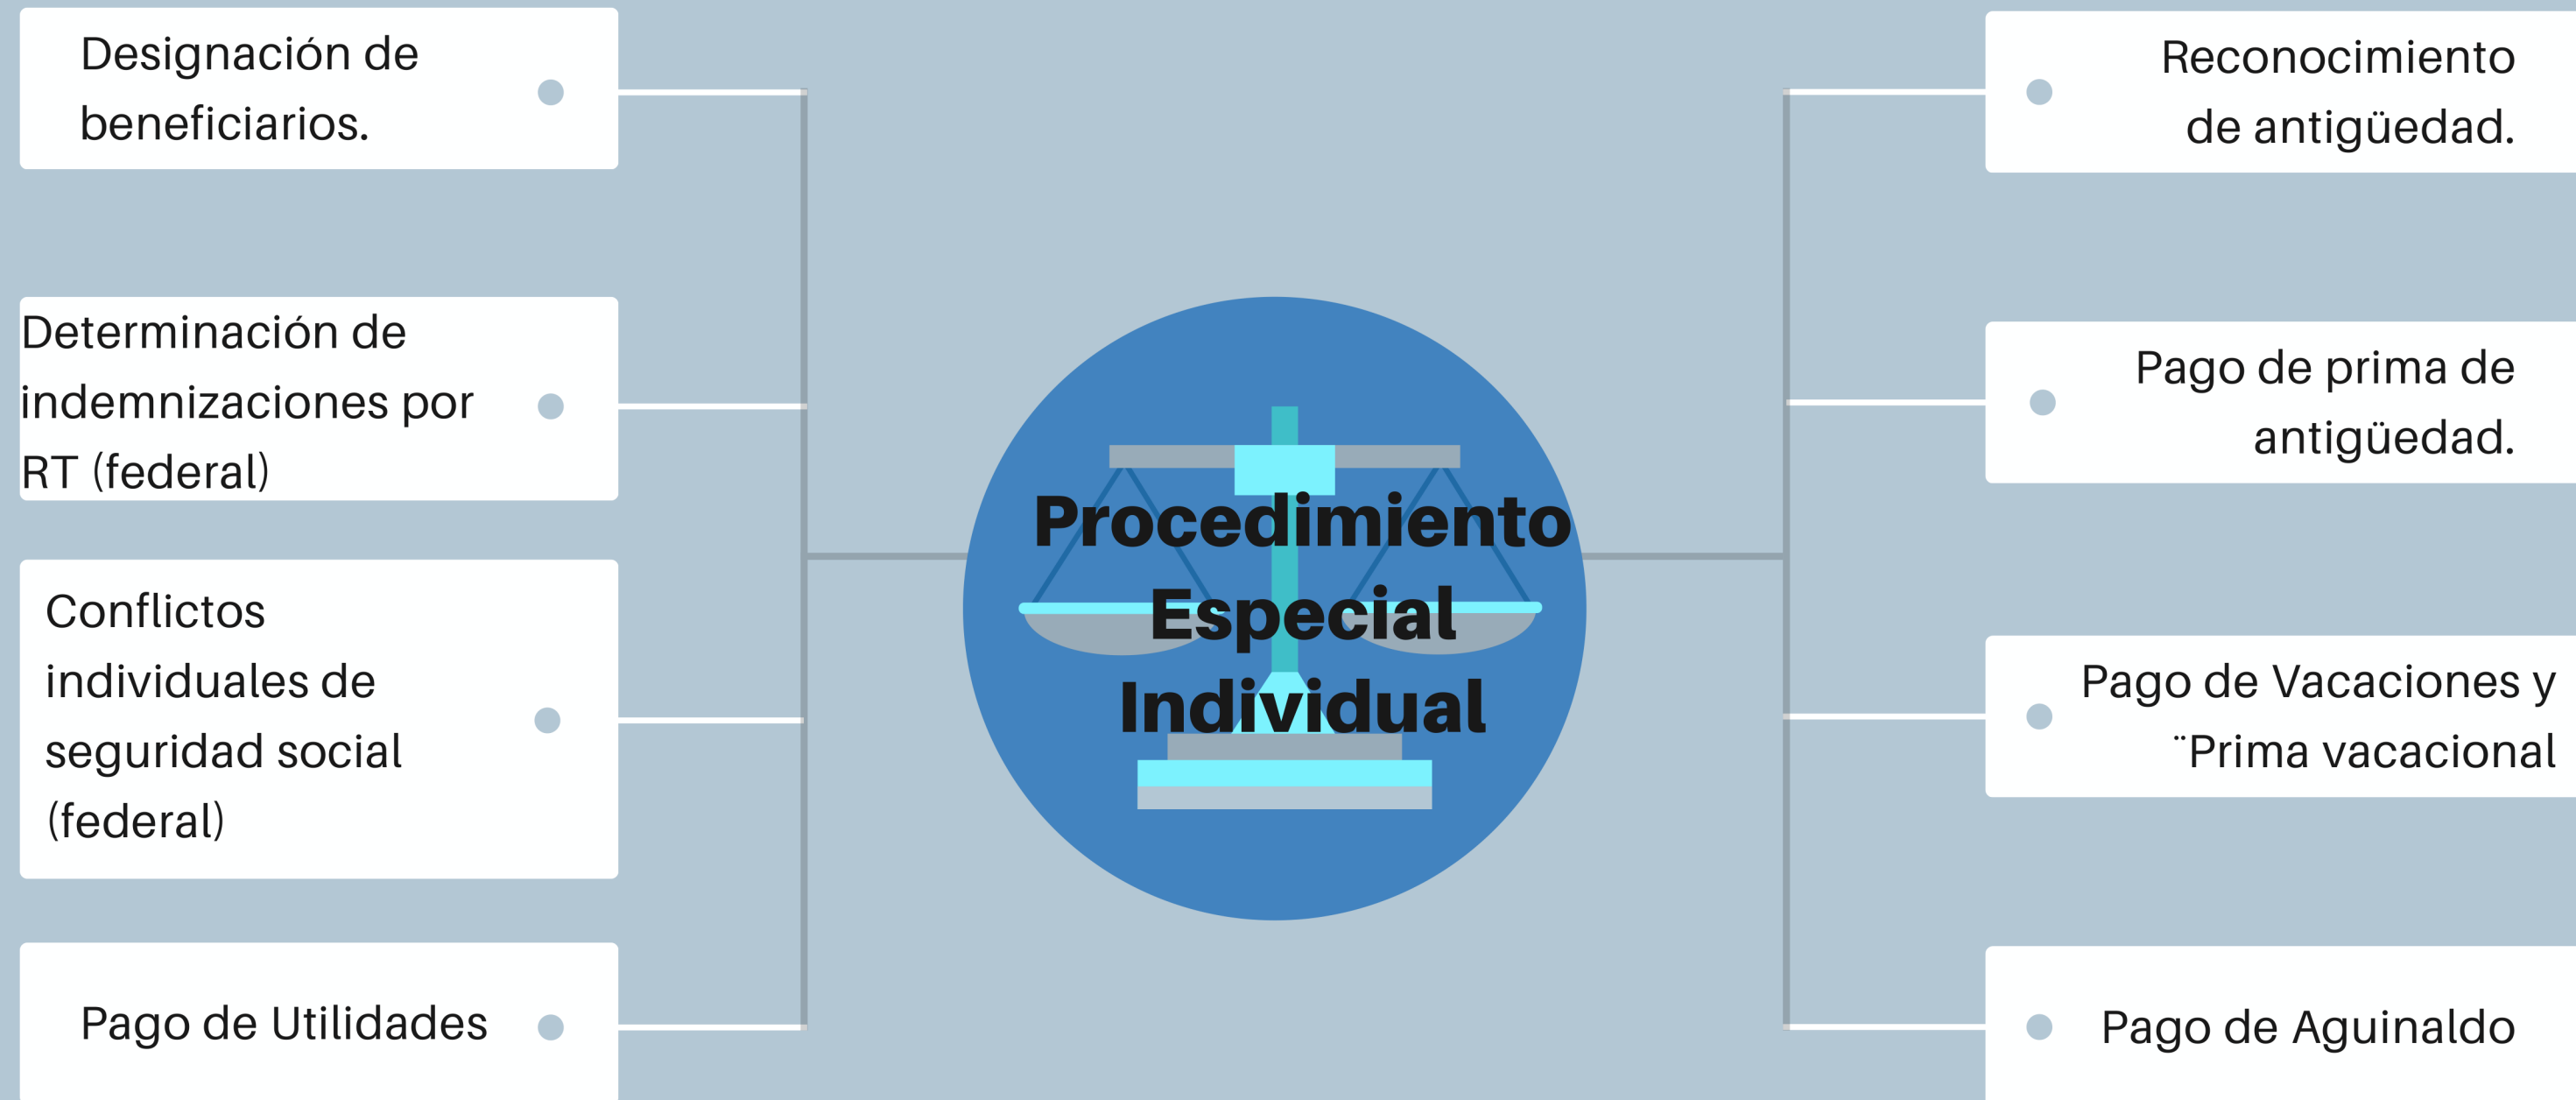 Designación de
beneficiarios.
Determinación de
indemnizaciones por
RT (federal)
Conflictos
individuales de
seguridad social
(federal)
Pago de Utilidades
Procedimiento
Especial
Individual
Reconocimiento
de antigüedad.
Pago de prima de
antigüedad.
Pago de Vacaciones y
¨Prima vacacional
Pago de Aguinaldo